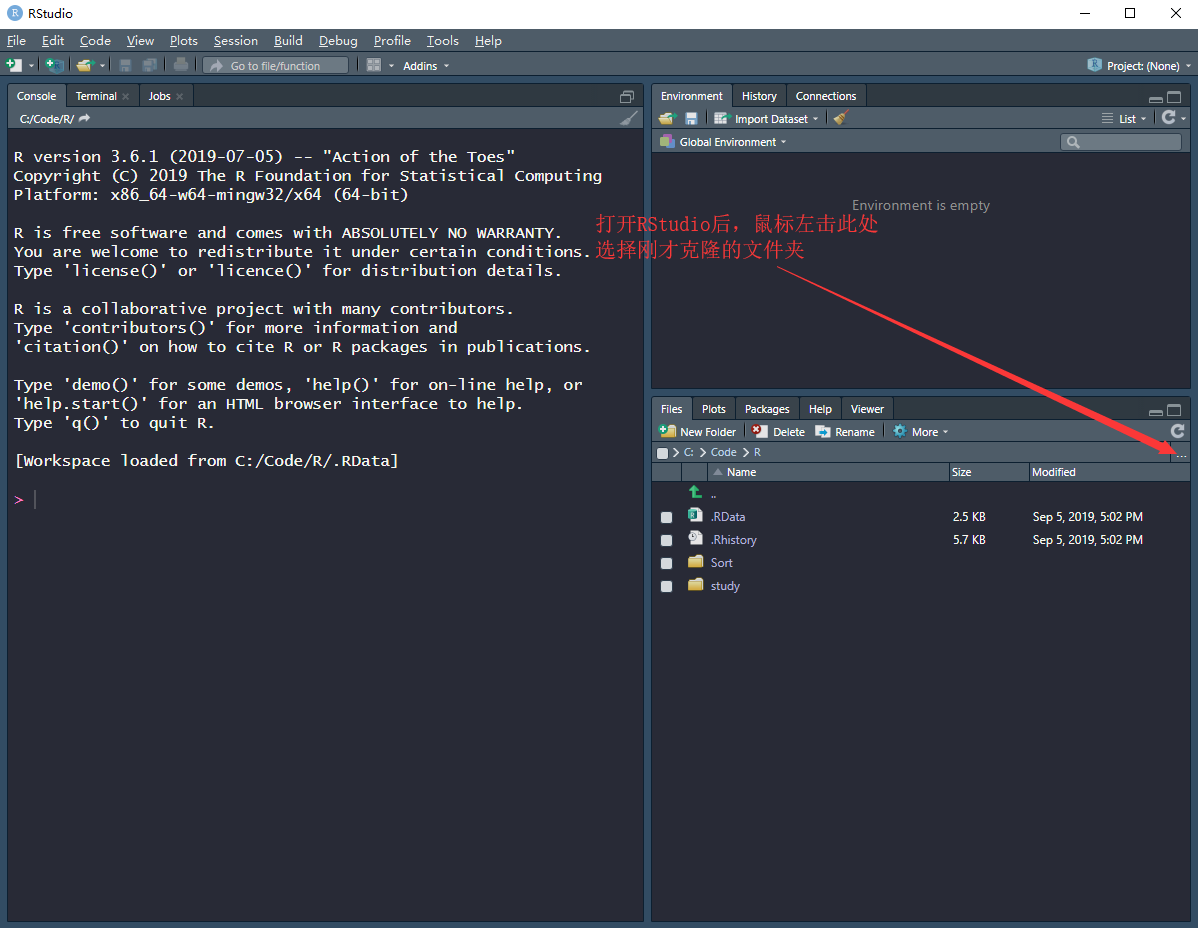 RStudio
File Edit Code View Plots Session Build Debug Profile Tools Help
Go to file/function Addins Project: (None)
Console Terminal Jobs
C:/Code/R/
R version 3.6.1 (2019-07-05) -- "Action of the Toes"
Copyright (C) 2019 The R Foundation for Statistical Computing
Platform: x86_64-w64-mingw32/x64 (64-bit)
R is free software and comes with ABSOLUTELY NO WARRANTY.
You are welcome to redistribute it under certain conditions.
Type 'license()' or 'licence()' for distribution details.
R is a collaborative project with many contributors.
Type 'contributors()' for more information and
'citation()' on how to cite R or R packages in publications.
Type 'demo()' for some demos, 'help()' for on-line help, or
'help.start()' for an HTML browser interface to help.
Type 'q()' to quit R.
[Workspace loaded from C:/Code/R/.RData]
>
Environment History Connections
Import Dataset List
Global Environment
Environment is empty
打开RStudio后，鼠标左击此处
选择刚才克隆的文件夹
Files Plots Packages Help Viewer
New Folder Delete Rename More
C: Code R ...
Name Size Modified
..
.RData 2.5 KB Sep 5, 2019, 5:02 PM
.Rhistory 5.7 KB Sep 5, 2019, 5:02 PM
Sort
study